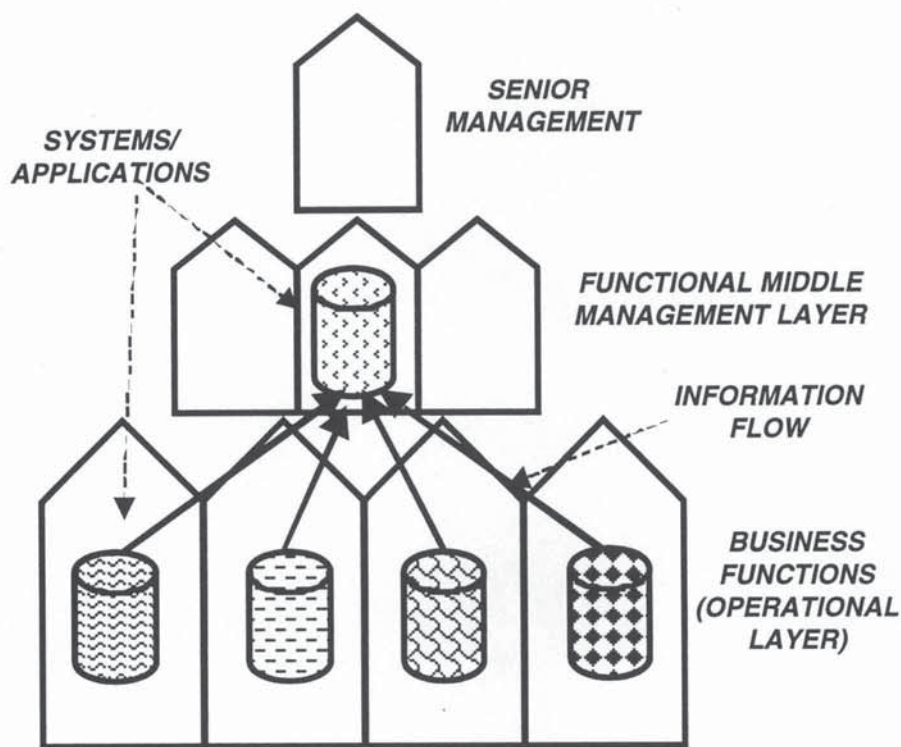 SENIOR
MANAGEMENT
SYSTEMS/
APPLICATIONS
FUNCTIONAL MIDDLE
MANAGEMENT LAYER
INFORMATION
FLOW
BUSINESS
FUNCTIONS
(OPERATIONAL
LAYER)